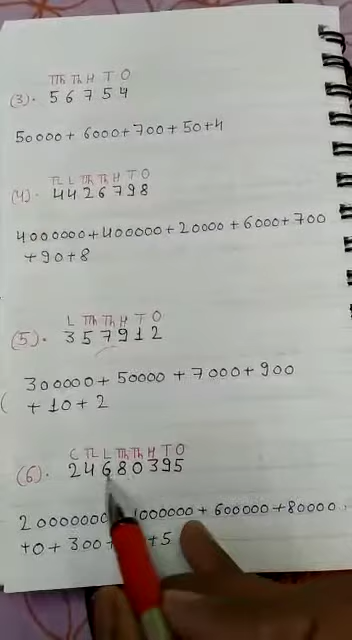 TTh Th H T O
(3). 5 6 7 5 4
50000 + 6000 + 700 + 50 + 4
TL L TTh Th H T O
(4). 4 4 2 6 7 9 8
4000000 + 400000 + 20000 + 6000 + 700
+ 90 + 8
L TTh Th H T O
(5). 3 5 7 9 1 2
300000 + 50000 + 7000 + 900
+ 10 + 2
C TL L TTh Th H T O
(6). 2 4 6 8 0 3 9 5
20000000 000000 + 600000 + 80000
+ 0 + 300 + + 5